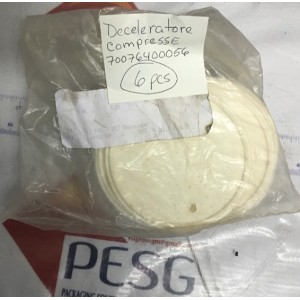 Deceleratore
compresse
70076400056
6 pcs
PESG